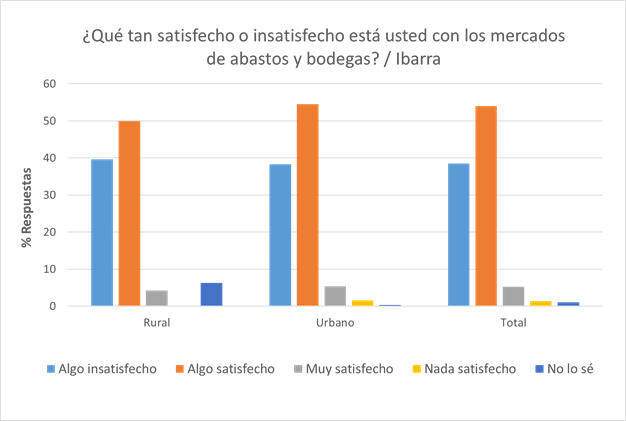 ¿Qué tan satisfecho o insatisfecho está usted con los mercados
de abastos y bodegas? / Ibarra
60
50
40
30
20
10
0
% Respuestas
Rural Urbano Total
Algo insatisfecho Algo satisfecho Muy satisfecho Nada satisfecho No lo sé